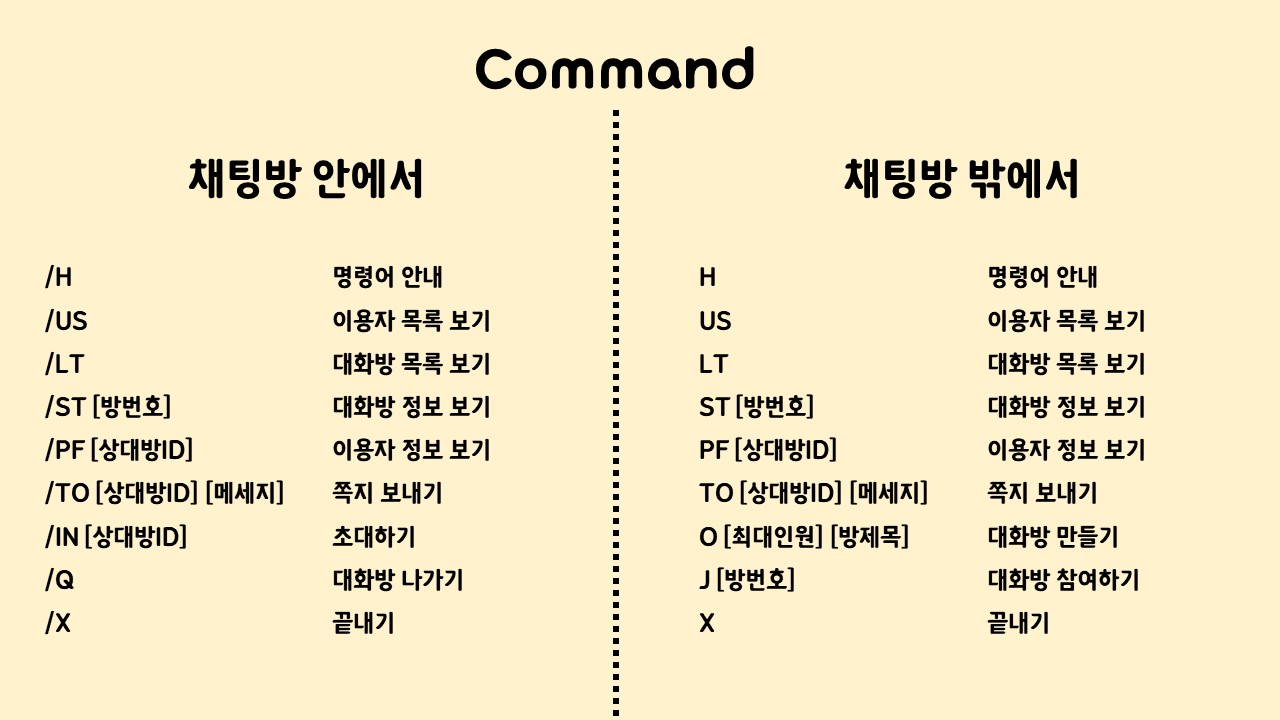 Command
채팅방 안에서
/H 명령어 안내
/US 이용자 목록 보기
/LT 대화방 목록 보기
/ST [방번호] 대화방 정보 보기
/PF [상대방ID] 이용자 정보 보기
/TO [상대방ID] [메세지] 쪽지 보내기
/IN [상대방ID] 초대하기
/Q 대화방 나가기
/X 끝내기
채팅방 밖에서
H 명령어 안내
US 이용자 목록 보기
LT 대화방 목록 보기
ST [방번호] 대화방 정보 보기
PF [상대방ID] 이용자 정보 보기
TO [상대방ID] [메세지] 쪽지 보내기
O [최대인원] [방제목] 대화방 만들기
J [방번호] 대화방 참여하기
X 끝내기